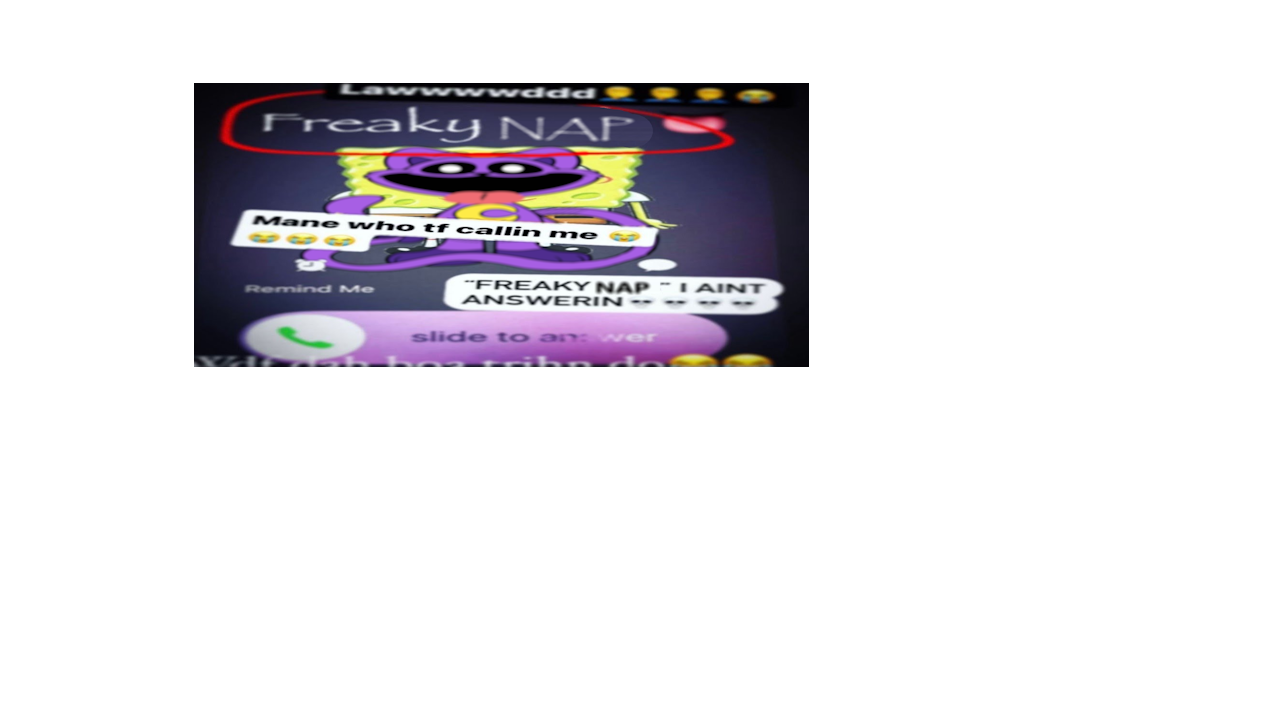 Lawwwwddd🤦‍♂️🤦‍♂️🤦‍♂️😭
Freaky NAP 👅
Mane who tf callin me 😭
😭😭😭
Remind Me
"FREAKY NAP " I AINT
ANSWERIN 💀💀💀💀
slide to answer